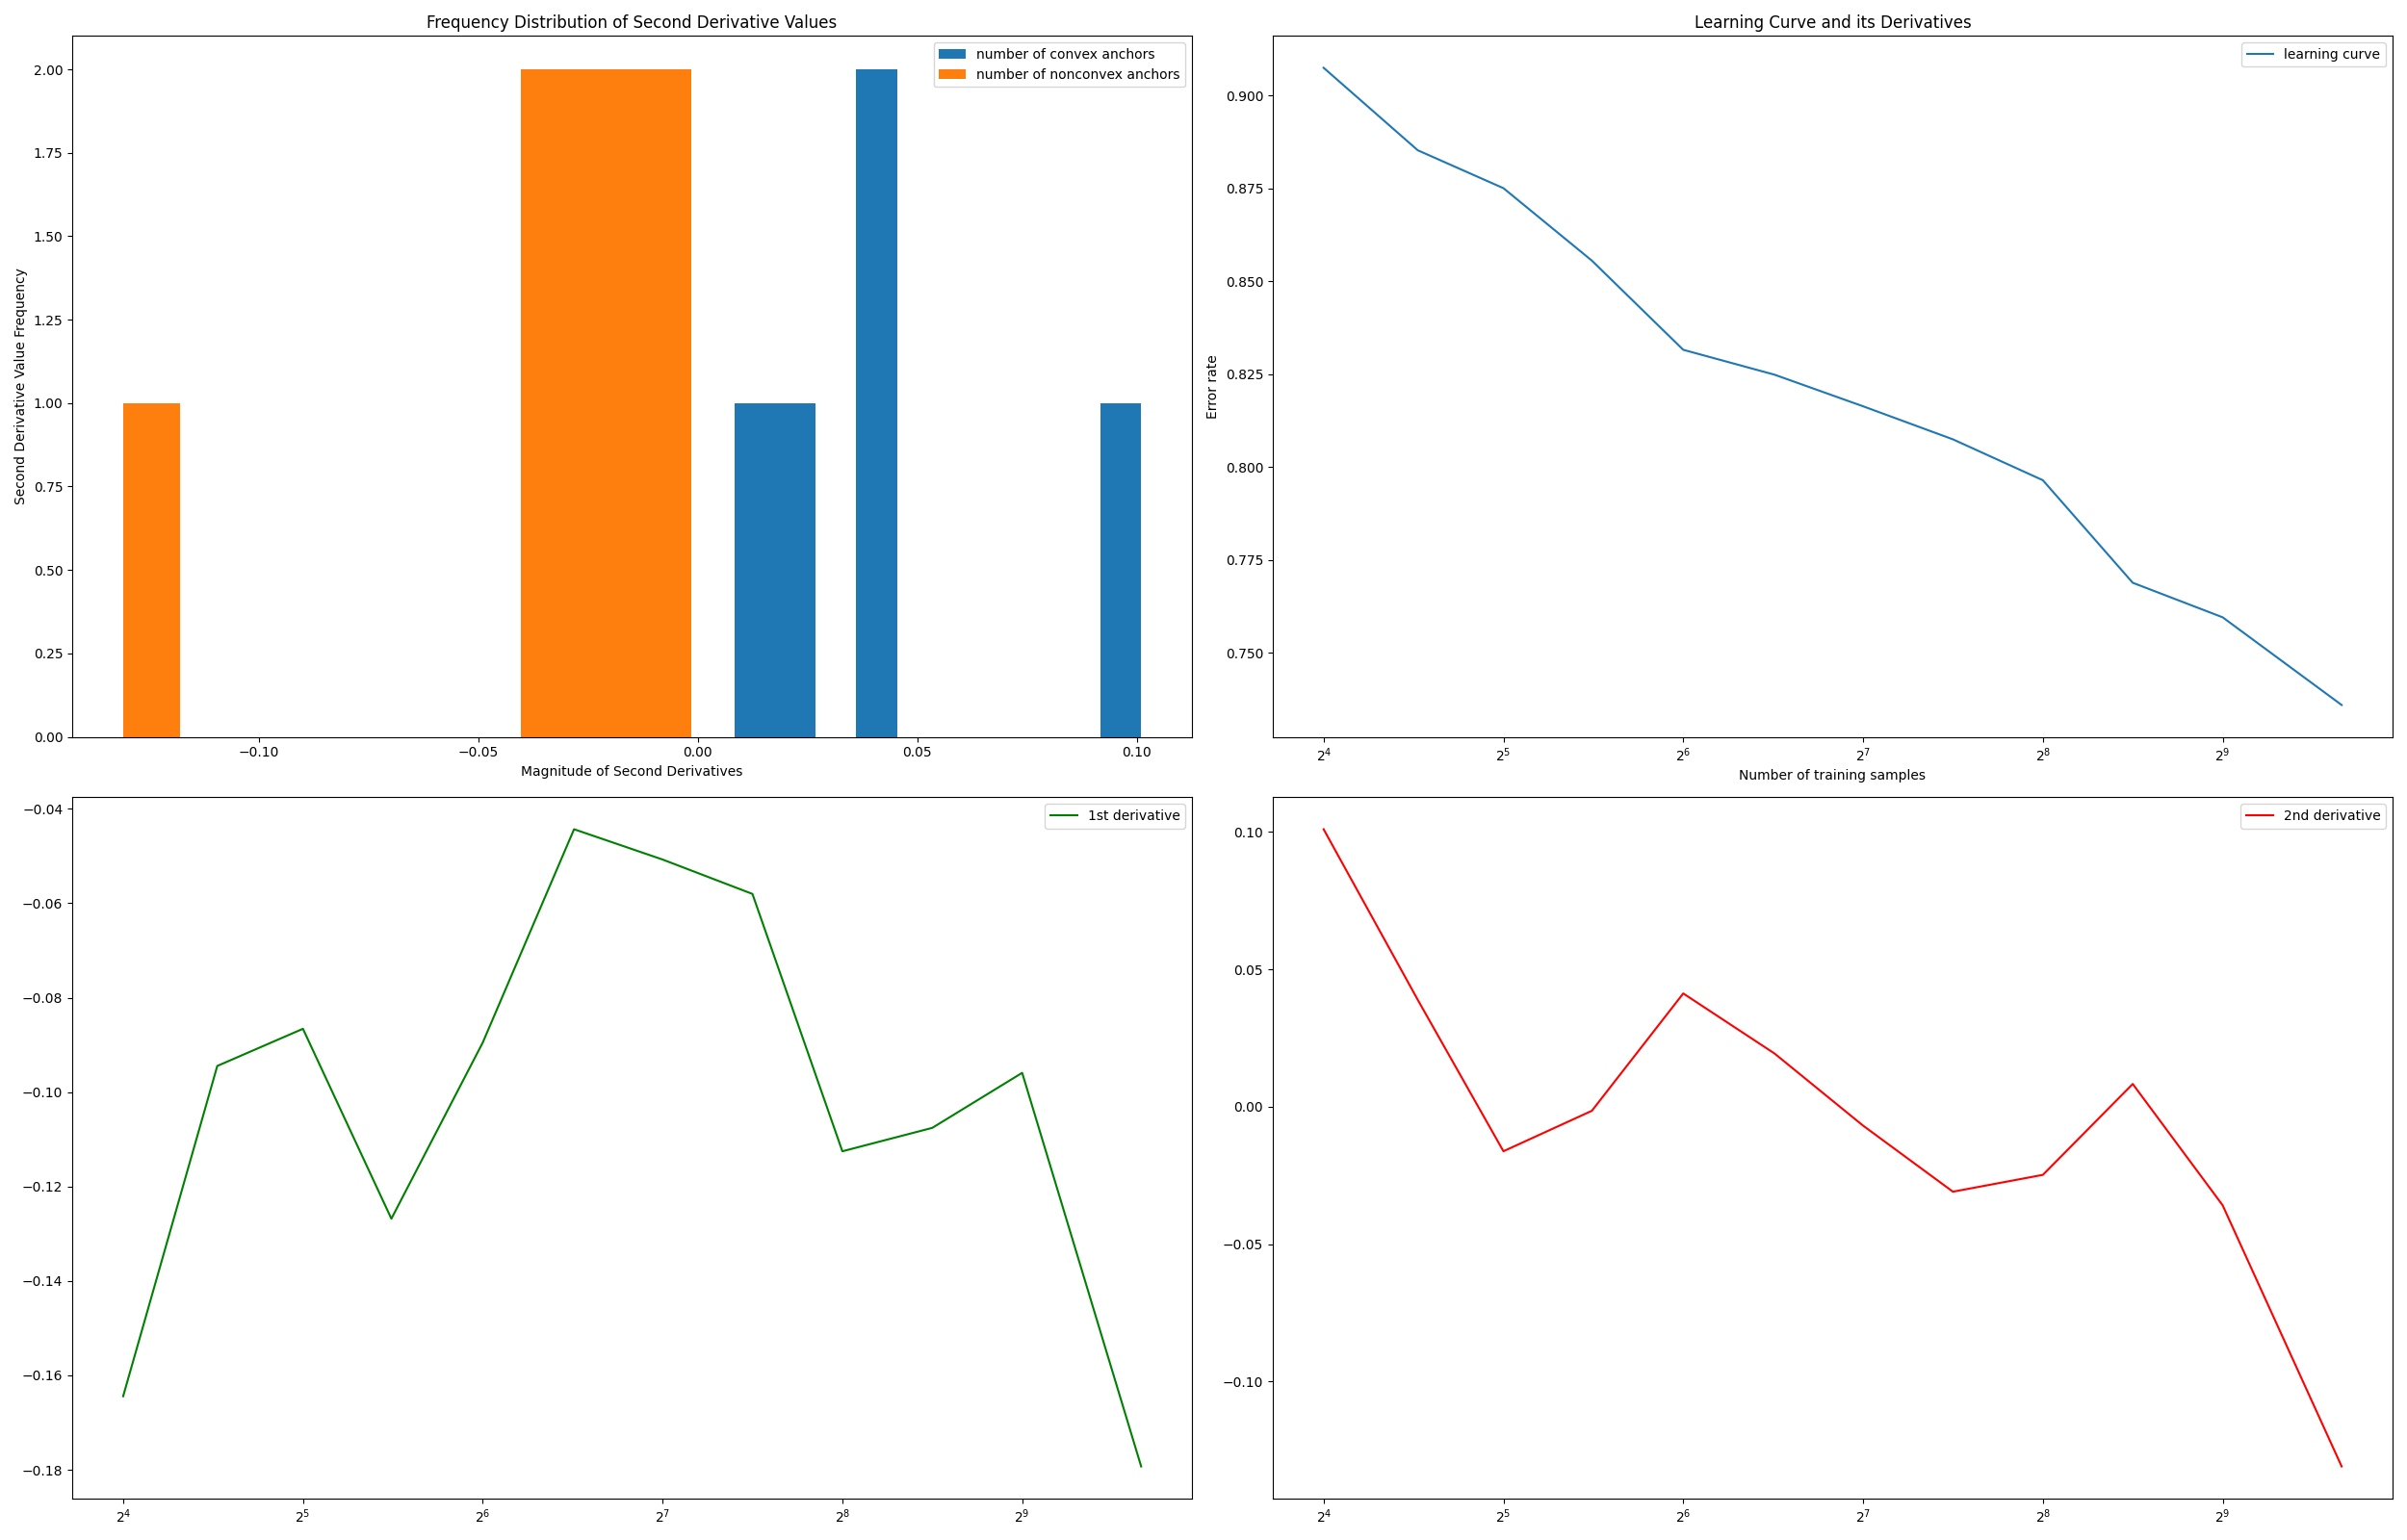 Frequency Distribution of Second Derivative Values
number of convex anchors
number of nonconvex anchors
2.00
1.75
1.50
1.25
1.00
0.75
0.50
0.25
0.00
Second Derivative Value Frequency
−0.10 −0.05 0.00 0.05 0.10
Magnitude of Second Derivatives
Learning Curve and its Derivatives
learning curve
0.900
0.875
0.850
0.825
0.800
0.775
0.750
Error rate
2⁴ 2⁵ 2⁶ 2⁷ 2⁸ 2⁹
Number of training samples
1st derivative
−0.04
−0.06
−0.08
−0.10
−0.12
−0.14
−0.16
−0.18
2⁴ 2⁵ 2⁶ 2⁷ 2⁸ 2⁹
2nd derivative
0.10
0.05
0.00
−0.05
−0.10
2⁴ 2⁵ 2⁶ 2⁷ 2⁸ 2⁹